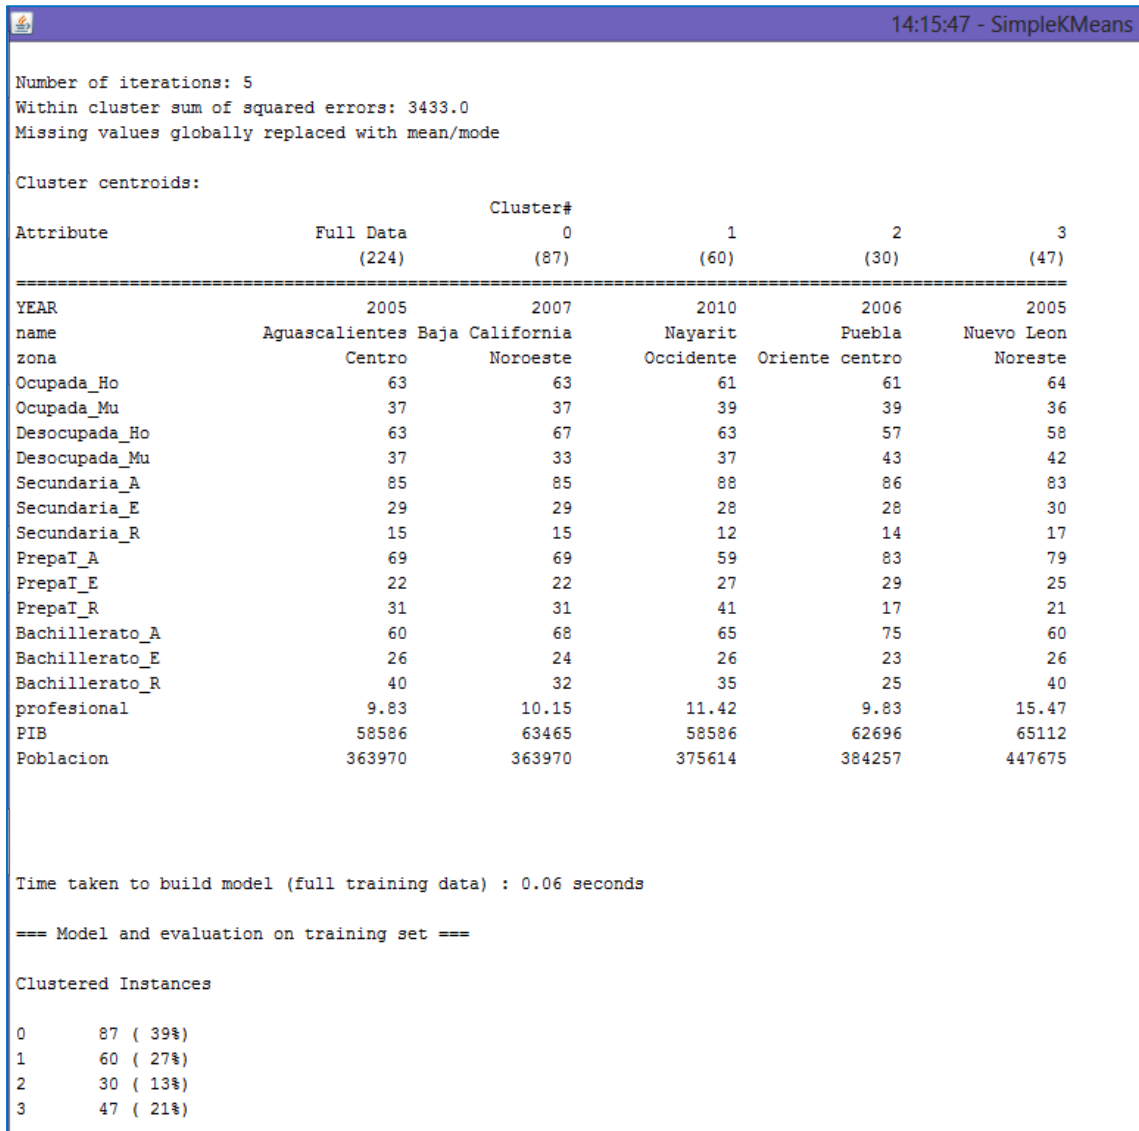 14:15:47 - SimpleKMeans
Number of iterations: 5
Within cluster sum of squared errors: 3433.0
Missing values globally replaced with mean/mode
Cluster centroids:
Cluster#
Attribute Full Data 0 1 2 3
(224) (87) (60) (30) (47)
==========================================================================================
YEAR 2005 2007 2010 2006 2005
name Aguascalientes Baja California Nayarit Puebla Nuevo Leon
zona Centro Noroeste Occidente Oriente centro Noreste
Ocupada_Ho 63 63 61 61 64
Ocupada_Mu 37 37 39 39 36
Desocupada_Ho 63 67 63 57 58
Desocupada_Mu 37 33 37 43 42
Secundaria_A 85 85 88 86 83
Secundaria_E 29 29 28 28 30
Secundaria_R 15 15 12 14 17
PrepaT_A 69 69 59 83 79
PrepaT_E 22 22 27 29 25
PrepaT_R 31 31 41 17 21
Bachillerato_A 60 68 65 75 60
Bachillerato_E 26 24 26 23 26
Bachillerato_R 40 32 35 25 40
profesional 9.83 10.15 11.42 9.83 15.47
PIB 58586 63465 58586 62696 65112
Poblacion 363970 363970 375614 384257 447675
Time taken to build model (full training data) : 0.06 seconds
=== Model and evaluation on training set ===
Clustered Instances
0 87 ( 39%)
1 60 ( 27%)
2 30 ( 13%)
3 47 ( 21%)